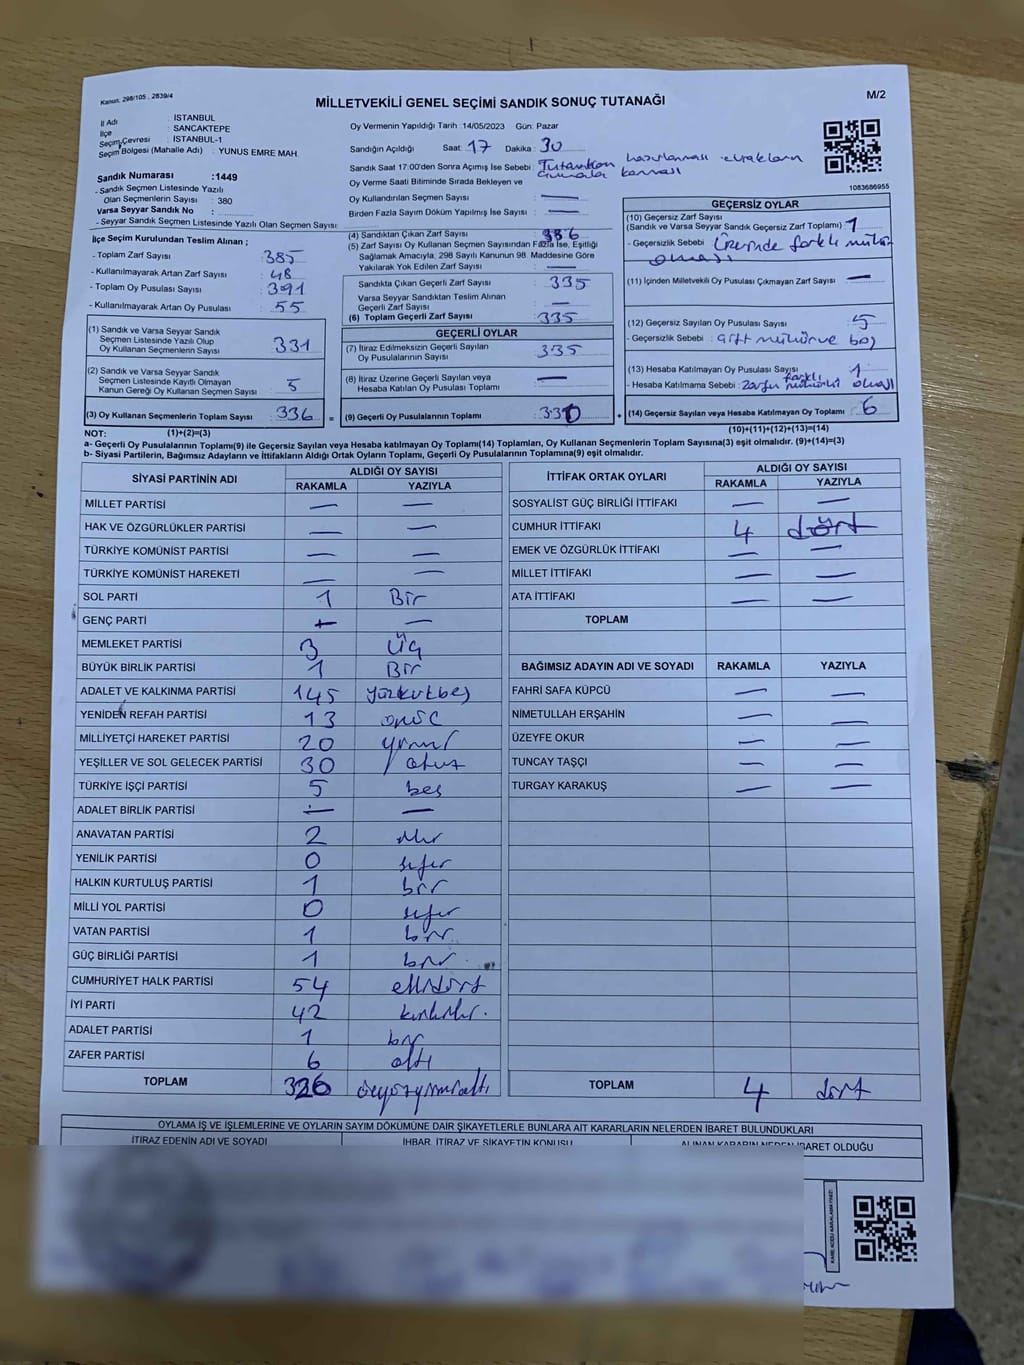 Kanun: 298/105 , 2839/4
MİLLETVEKİLİ GENEL SEÇİMİ SANDIK SONUÇ TUTANAĞI
M/2
İl Adı : İSTANBUL
İlçe : SANCAKTEPE
Seçim Çevresi : İSTANBUL-1
Seçim Bölgesi (Mahalle Adı) : YUNUS EMRE MAH.
Sandık Numarası :1449
- Sandık Seçmen Listesinde Yazılı
Olan Seçmenlerin Sayısı : 380
Varsa Seyyar Sandık No :
- Seyyar Sandık Seçmen Listesinde Yazılı Olan Seçmen Sayısı :
Oy Vermenin Yapıldığı Tarih :14/05/2023 Gün: Pazar
Sandığın Açıldığı Saat: 17 Dakika : 30
Sandık Saat 17:00'den Sonra Açımış İse Sebebi : Tutanakların hazırlanması evrakların
Oy Verme Saati Bitiminde Sırada Bekleyen ve
Oy Kullandırılan Seçmen Sayısı : —
Birden Fazla Sayım Döküm Yapılmış İse Sayısı : —
1083686955
İlçe Seçim Kurulundan Teslim Alınan ;
- Toplam Zarf Sayısı : 385
- Kullanılmayarak Artan Zarf Sayısı : 48
- Toplam Oy Pusulası Sayısı : 391
- Kullanılmayarak Artan Oy Pusulası : 55
(1) Sandık ve Varsa Seyyar Sandık
Seçmen Listesinde Yazılı Olup
Oy Kullanan Seçmenlerin Sayısı : 331
(2) Sandık ve Varsa Seyyar Sandık
Seçmen Listesinde Kayıtlı Olmayan
Kanun Gereği Oy Kullanan Seçmen Sayısı : 5
(3) Oy Kullanan Seçmenlerin Toplam Sayısı : 336 =
(4) Sandıktan Çıkan Zarf Sayısı : 336
(5) Zarf Sayısı Oy Kullanan Seçmen Sayısından Fazla İse, Eşitliği
Sağlamak Amacıyla, 298 Sayılı Kanunun 98. Maddesine Göre
Yakılarak Yok Edilen Zarf Sayısı : —
Sandıkta Çıkan Geçerli Zarf Sayısı : 335
Varsa Seyyar Sandıktan Teslim Alınan
Geçerli Zarf Sayısı : —
(6) Toplam Geçerli Zarf Sayısı : 335
GEÇERLİ OYLAR
(7) İtiraz Edilmeksizin Geçerli Sayılan
Oy Pusulalarının Sayısı : 335
(8) İtiraz Üzerine Geçerli Sayılan veya
Hesaba Katılan Oy Pusulası Toplamı : —
(9) Geçerli Oy Pusulalarının Toplamı : 330 +
GEÇERSİZ OYLAR
(10) Geçersiz Zarf Sayısı
(Sandık ve Varsa Seyyar Sandık Geçersiz Zarf Toplamı) : 1
- Geçersizlik Sebebi : Üzerinde farklı mühür
olması
(11) İçinden Milletvekili Oy Pusulası Çıkmayan Zarf Sayısı : —
(12) Geçersiz Sayılan Oy Pusulası Sayısı : 5
- Geçersizlik Sebebi : çift mühür ve boş
(13) Hesaba Katılmayan Oy Pusulası Sayısı : 1
- Hesaba Katılmama Sebebi : zarfın farklı mühürlü olması
(14) Geçersiz Sayılan veya Hesaba Katılmayan Oy Toplamı : 6
NOT: (1)+(2)=(3)
(10)+(11)+(12)+(13)=(14)
a- Geçerli Oy Pusulalarının Toplamı(9) ile Geçersiz Sayılan veya Hesaba katılmayan Oy Toplamı(14) Toplamları, Oy Kullanan Seçmenlerin Toplam Sayısına(3) eşit olmalıdır. (9)+(14)=(3)
b- Siyasi Partilerin, Bağımsız Adayların ve İttifakların Aldığı Ortak Oyların Toplamı, Geçerli Oy Pusulalarının Toplamına(9) eşit olmalıdır.
SİYASİ PARTİNİN ADI ALDIĞI OY SAYISI
RAKAMLA YAZIYLA
MİLLET PARTİSİ — —
HAK VE ÖZGÜRLÜKLER PARTİSİ — —
TÜRKİYE KOMÜNİST PARTİSİ — —
TÜRKİYE KOMÜNİST HAREKETİ — —
SOL PARTİ 1 Bir
GENÇ PARTİ — —
MEMLEKET PARTİSİ 3 Üç
BÜYÜK BİRLİK PARTİSİ 1 Bir
ADALET VE KALKINMA PARTİSİ 145 yüzkırkbeş
YENİDEN REFAH PARTİSİ 13 onüç
MİLLİYETÇİ HAREKET PARTİSİ 20 yirmi
YEŞİLLER VE SOL GELECEK PARTİSİ 30 otuz
TÜRKİYE İŞÇİ PARTİSİ 5 beş
ADALET BİRLİK PARTİSİ — —
ANAVATAN PARTİSİ 2 iki
YENİLİK PARTİSİ 0 sıfır
HALKIN KURTULUŞ PARTİSİ 1 bir
MİLLİ YOL PARTİSİ 0 sıfır
VATAN PARTİSİ 1 bir
GÜÇ BİRLİĞİ PARTİSİ 1 bir
CUMHURİYET HALK PARTİSİ 54 ellidört
İYİ PARTİ 42 kırkiki.
ADALET PARTİSİ 1 bir
ZAFER PARTİSİ 6 altı
TOPLAM 326 üçyüzyirmialtı
İTTİFAK ORTAK OYLARI ALDIĞI OY SAYISI
RAKAMLA YAZIYLA
SOSYALİST GÜÇ BİRLİĞİ İTTİFAKI — —
CUMHUR İTTİFAKI 4 dört
EMEK VE ÖZGÜRLÜK İTTİFAKI — —
MİLLET İTTİFAKI — —
ATA İTTİFAKI — —
TOPLAM
BAĞIMSIZ ADAYIN ADI VE SOYADI RAKAMLA YAZIYLA
FAHRİ SAFA KÜPCÜ — —
NİMETULLAH ERŞAHİN — —
ÜZEYFE OKUR — —
TUNCAY TAŞÇI — —
TURGAY KARAKUŞ — —
TOPLAM 4 dört
OYLAMA İŞ VE İŞLEMLERİNE VE OYLARIN SAYIM DÖKÜMÜNE DAİR ŞİKAYETLERLE BUNLARA AİT KARARLARIN NELERDEN İBARET BULUNDUKLARI
İTİRAZ EDENİN ADI VE SOYADI İHBAR, İTİRAZ VE ŞİKAYETİN KONUSU ALINAN KARARIN NEDEN İBARET OLDUĞU